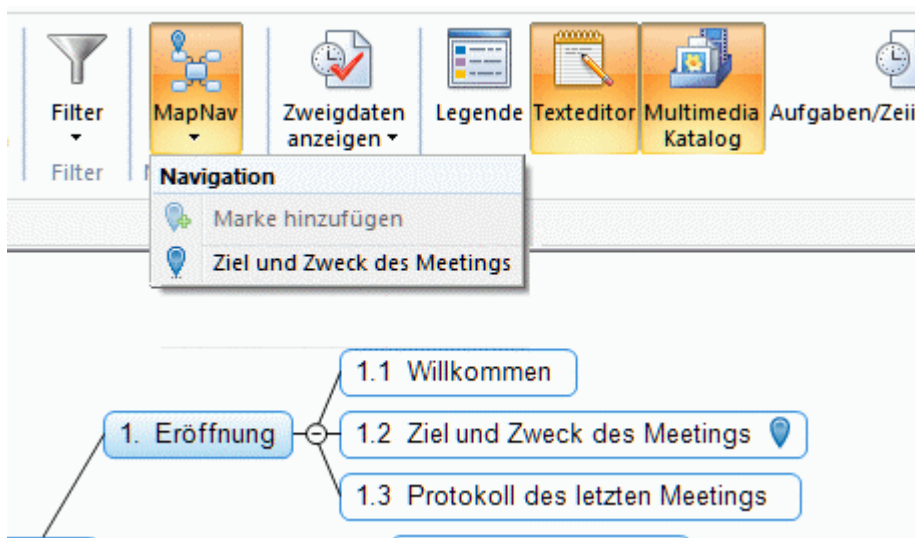 Filter
MapNav
Zweigdaten
anzeigen
Legende
Texteditor
Multimedia
Katalog
Filter
Navigation
Marke hinzufügen
Ziel und Zweck des Meetings
1.1 Willkommen
1. Eröffnung
1.2 Ziel und Zweck des Meetings
1.3 Protokoll des letzten Meetings